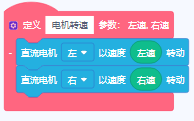 定义 电机转速 参数: 左速, 右速
直流电机 左 以速度 左速 转动
直流电机 右 以速度 右速 转动